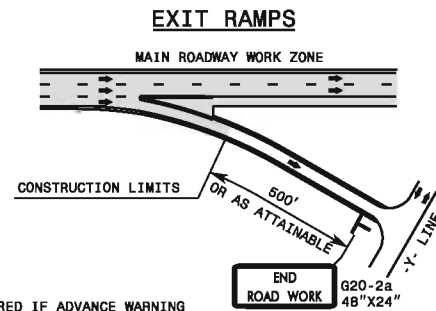 EXIT RAMPS
MAIN ROADWAY WORK ZONE
CONSTRUCTION LIMITS
500'
OR AS ATTAINABLE
-Y- LINE
END
ROAD WORK
G20-2a
48"X24"
RED IF ADVANCE WARNING